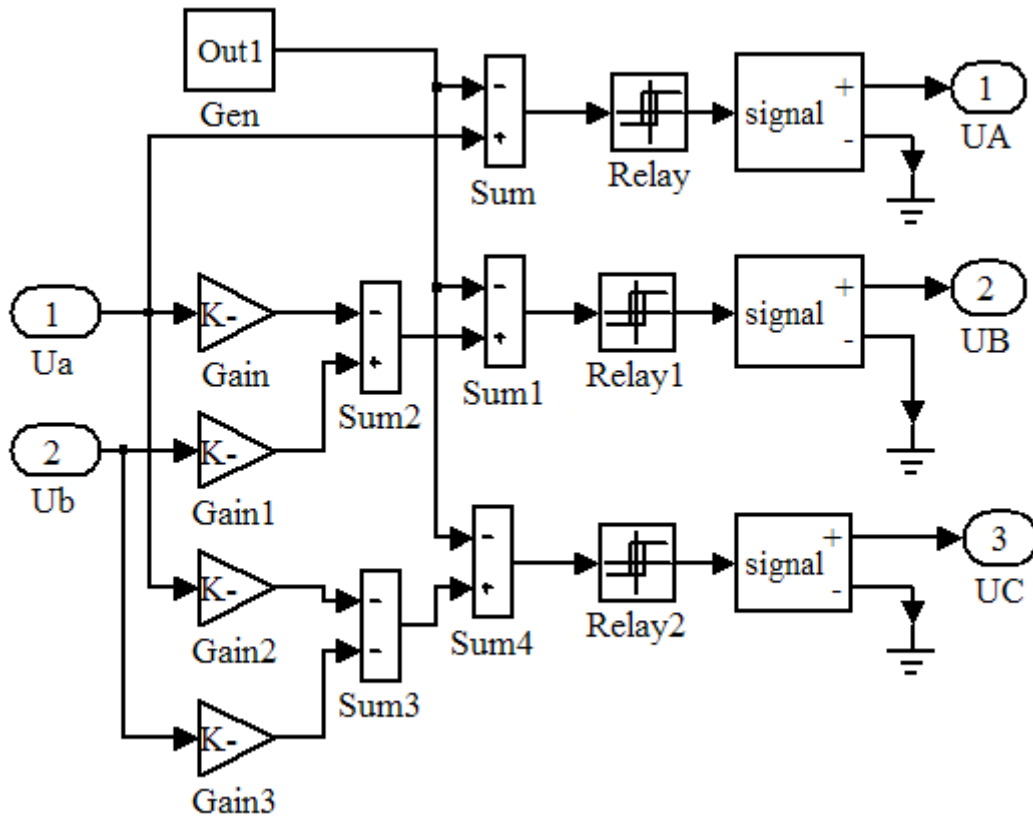 Out1
Gen
-
+
Sum
Relay
signal
+
-
1
UA
1
Ua
K-
Gain
-
+
Sum2
-
+
Sum1
Relay1
signal
+
-
2
UB
2
Ub
K-
Gain1
K-
Gain2
-
-
Sum3
-
+
Sum4
Relay2
signal
+
-
3
UC
K-
Gain3